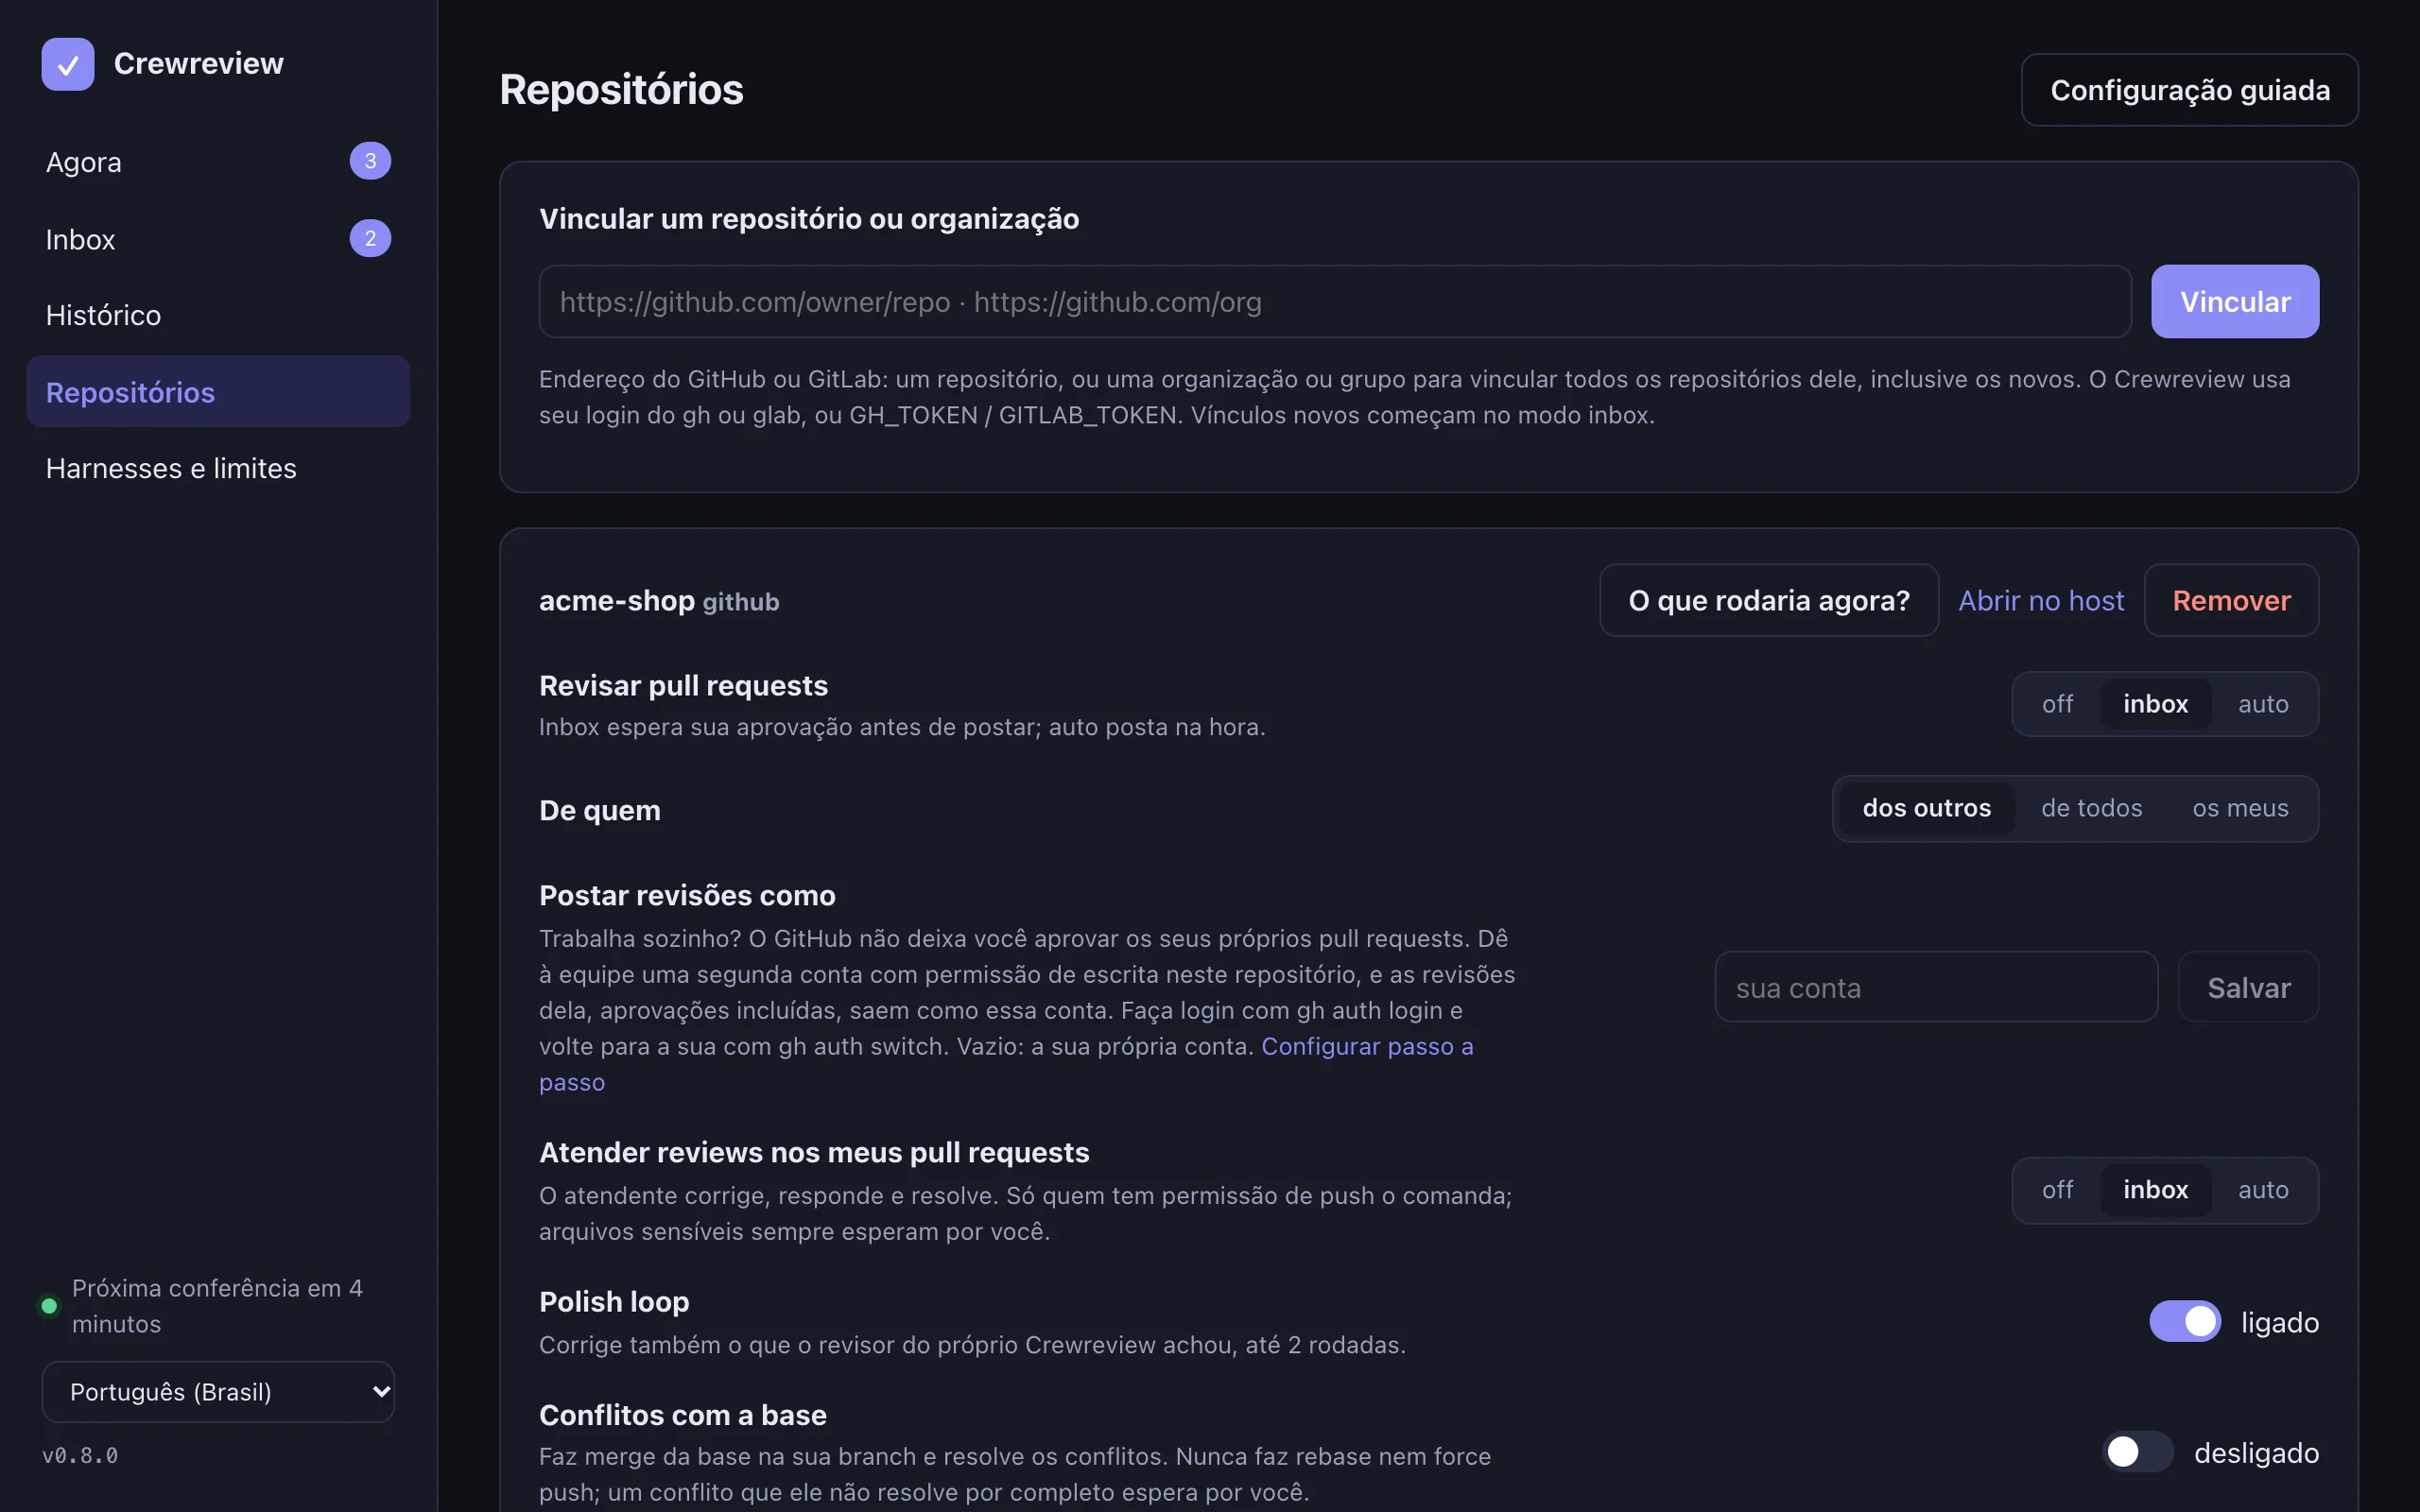 Crewreview
Agora
3
Inbox
2
Histórico
Repositórios
Harnesses e limites
Próxima conferência em 4
minutos
Português (Brasil)
v0.8.0
Repositórios
Configuração guiada
Vincular um repositório ou organização
https://github.com/owner/repo · https://github.com/org
Vincular
Endereço do GitHub ou GitLab: um repositório, ou uma organização ou grupo para vincular todos os repositórios dele, inclusive os novos. O Crewreview usa
seu login do gh ou glab, ou GH_TOKEN / GITLAB_TOKEN. Vínculos novos começam no modo inbox.
acme-shop github
O que rodaria agora?
Abrir no host
Remover
Revisar pull requests
Inbox espera sua aprovação antes de postar; auto posta na hora.
off inbox auto
De quem
dos outros de todos os meus
Postar revisões como
Trabalha sozinho? O GitHub não deixa você aprovar os seus próprios pull requests. Dê
à equipe uma segunda conta com permissão de escrita neste repositório, e as revisões
dela, aprovações incluídas, saem como essa conta. Faça login com gh auth login e
volte para a sua com gh auth switch. Vazio: a sua própria conta. Configurar passo a
passo
sua conta
Salvar
Atender reviews nos meus pull requests
O atendente corrige, responde e resolve. Só quem tem permissão de push o comanda;
arquivos sensíveis sempre esperam por você.
off inbox auto
Polish loop
Corrige também o que o revisor do próprio Crewreview achou, até 2 rodadas.
ligado
Conflitos com a base
Faz merge da base na sua branch e resolve os conflitos. Nunca faz rebase nem force
push; um conflito que ele não resolve por completo espera por você.
desligado